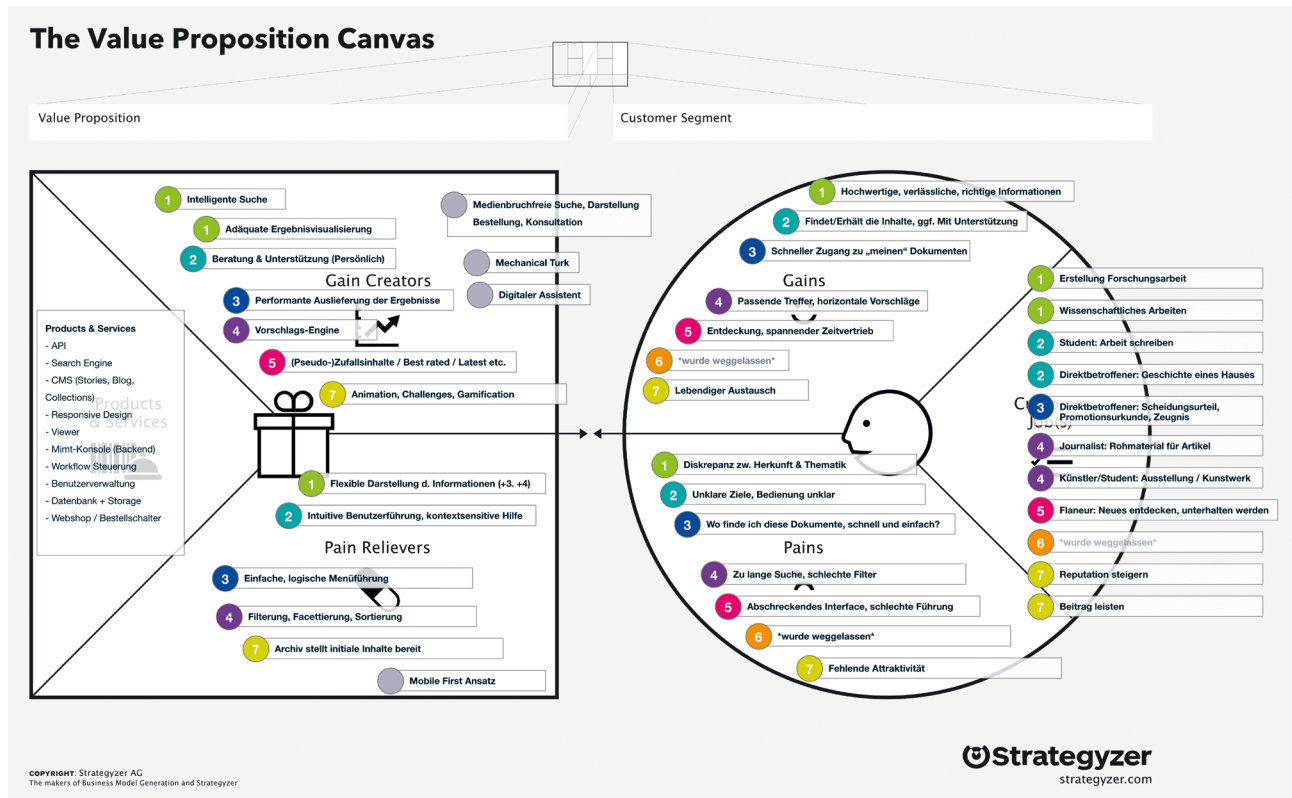 The Value Proposition Canvas
Value Proposition
Customer Segment
1 Intelligente Suche
1 Adäquate Ergebnisvisualisierung
2 Beratung & Unterstützung (Persönlich)
Gain Creators
3 Performante Auslieferung der Ergebnisse
4 Vorschlags-Engine
5 (Pseudo-)Zufallsinhalte / Best rated / Latest etc.
7 Animation, Challenges, Gamification
Medienbruchfreie Suche, Darstellung
Bestellung, Konsultation
Mechanical Turk
Digitaler Assistent
Products & Services
- API
- Search Engine
- CMS (Stories, Blog,
Collections)
- Responsive Design
- Viewer
- Mimt-Konsole (Backend)
- Workflow Steuerung
- Benutzerverwaltung
- Datenbank + Storage
- Webshop / Bestellschalter
Products
& Services
1 Flexible Darstellung d. Informationen (+3. +4)
2 Intuitive Benutzerführung, kontextsensitive Hilfe
Pain Relievers
3 Einfache, logische Menüführung
4 Filterung, Facettierung, Sortierung
7 Archiv stellt initiale Inhalte bereit
Mobile First Ansatz
1 Hochwertige, verlässliche, richtige Informationen
2 Findet/Erhält die Inhalte, ggf. Mit Unterstützung
3 Schneller Zugang zu „meinen" Dokumenten
Gains
4 Passende Treffer, horizontale Vorschläge
5 Entdeckung, spannender Zeitvertrieb
6 *wurde weggelassen*
7 Lebendiger Austausch
1 Diskrepanz zw. Herkunft & Thematik
2 Unklare Ziele, Bedienung unklar
3 Wo finde ich diese Dokumente, schnell und einfach?
Pains
4 Zu lange Suche, schlechte Filter
5 Abschreckendes Interface, schlechte Führung
6 *wurde weggelassen*
7 Fehlende Attraktivität
1 Erstellung Forschungsarbeit
1 Wissenschaftliches Arbeiten
2 Student: Arbeit schreiben
2 Direktbetroffener: Geschichte eines Hauses
3 Direktbetroffener: Scheidungsurteil,
Promotionsurkunde, Zeugnis
4 Journalist: Rohmaterial für Artikel
4 Künstler/Student: Ausstellung / Kunstwerk
5 Flaneur: Neues entdecken, unterhalten werden
6 *wurde weggelassen*
7 Reputation steigern
7 Beitrag leisten
COPYRIGHT: Strategyzer AG
The makers of Business Model Generation and Strategyzer
Strategyzer
strategyzer.com